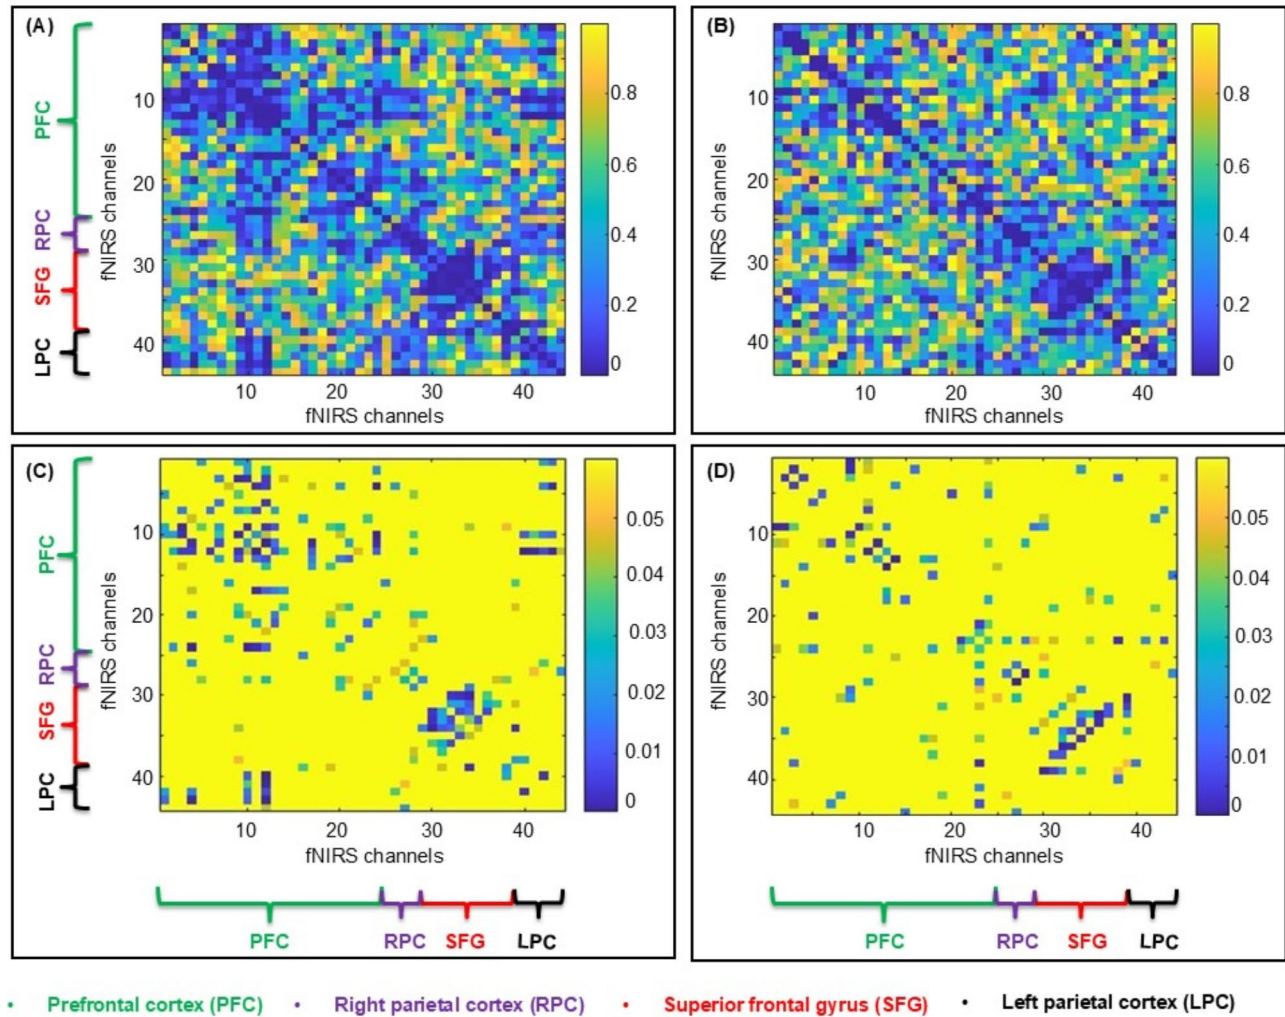 (A)
PFC
RPC
SFG
LPC
fNIRS channels
10
20
30
40
10 20 30 40
fNIRS channels
0.8
0.6
0.4
0.2
0
(B)
fNIRS channels
10
20
30
40
10 20 30 40
fNIRS channels
0.8
0.6
0.4
0.2
0
(C)
PFC
RPC
SFG
LPC
fNIRS channels
10
20
30
40
10 20 30 40
fNIRS channels
0.05
0.04
0.03
0.02
0.01
0
PFC RPC SFG LPC
(D)
fNIRS channels
10
20
30
40
10 20 30 40
fNIRS channels
0.05
0.04
0.03
0.02
0.01
0
PFC RPC SFG LPC
• Prefrontal cortex (PFC) • Right parietal cortex (RPC) • Superior frontal gyrus (SFG) • Left parietal cortex (LPC)